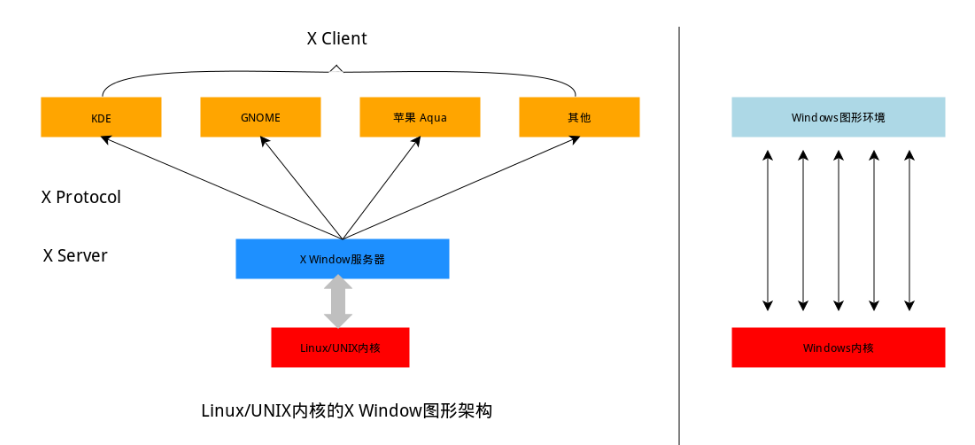 X Client
KDE
GNOME
苹果 Aqua
其他
X Protocol
X Server
X Window服务器
Linux/UNIX内核
Linux/UNIX内核的X Window图形架构
Windows图形环境
Windows内核